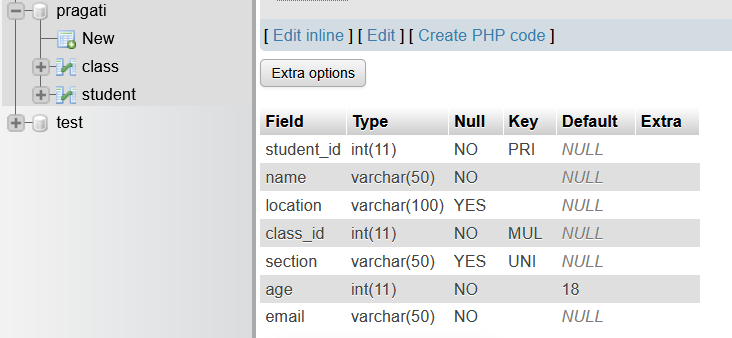 pragati
New
class
student
test
[ Edit inline ] [ Edit ] [ Create PHP code ]
Extra options
Field Type Null Key Default Extra
student_id int(11) NO PRI NULL
name varchar(50) NO NULL
location varchar(100) YES NULL
class_id int(11) NO MUL NULL
section varchar(50) YES UNI NULL
age int(11) NO 18
email varchar(50) NO NULL